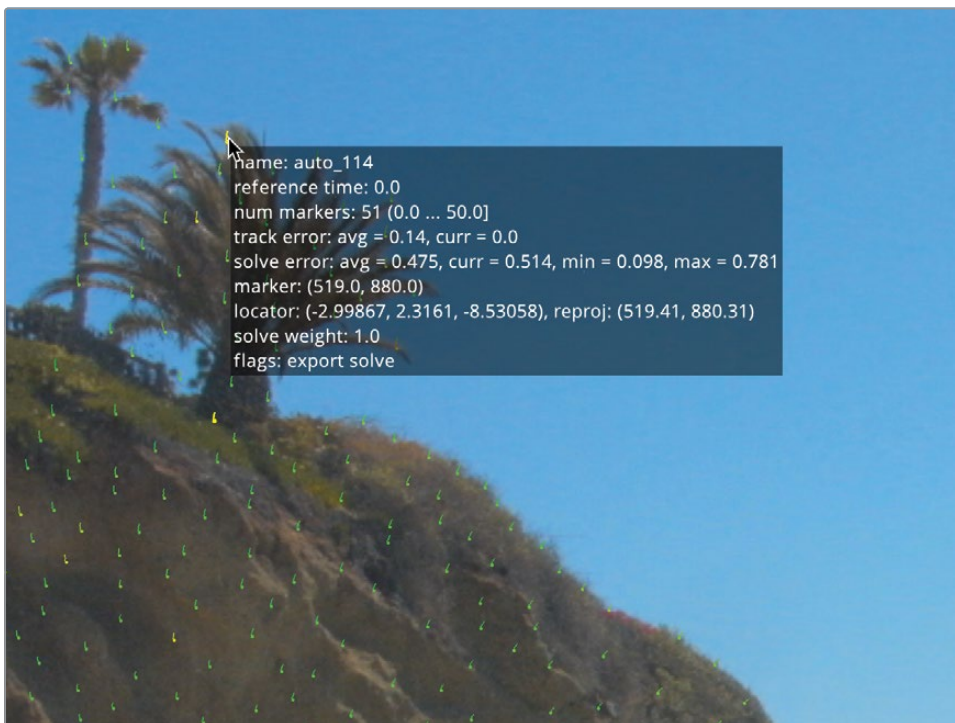 name: auto_114
reference time: 0.0
num markers: 51 (0.0 ... 50.0]
track error: avg = 0.14, curr = 0.0
solve error: avg = 0.475, curr = 0.514, min = 0.098, max = 0.781
marker: (519.0, 880.0)
locator: (-2.99867, 2.3161, -8.53058), reproj: (519.41, 880.31)
solve weight: 1.0
flags: export solve